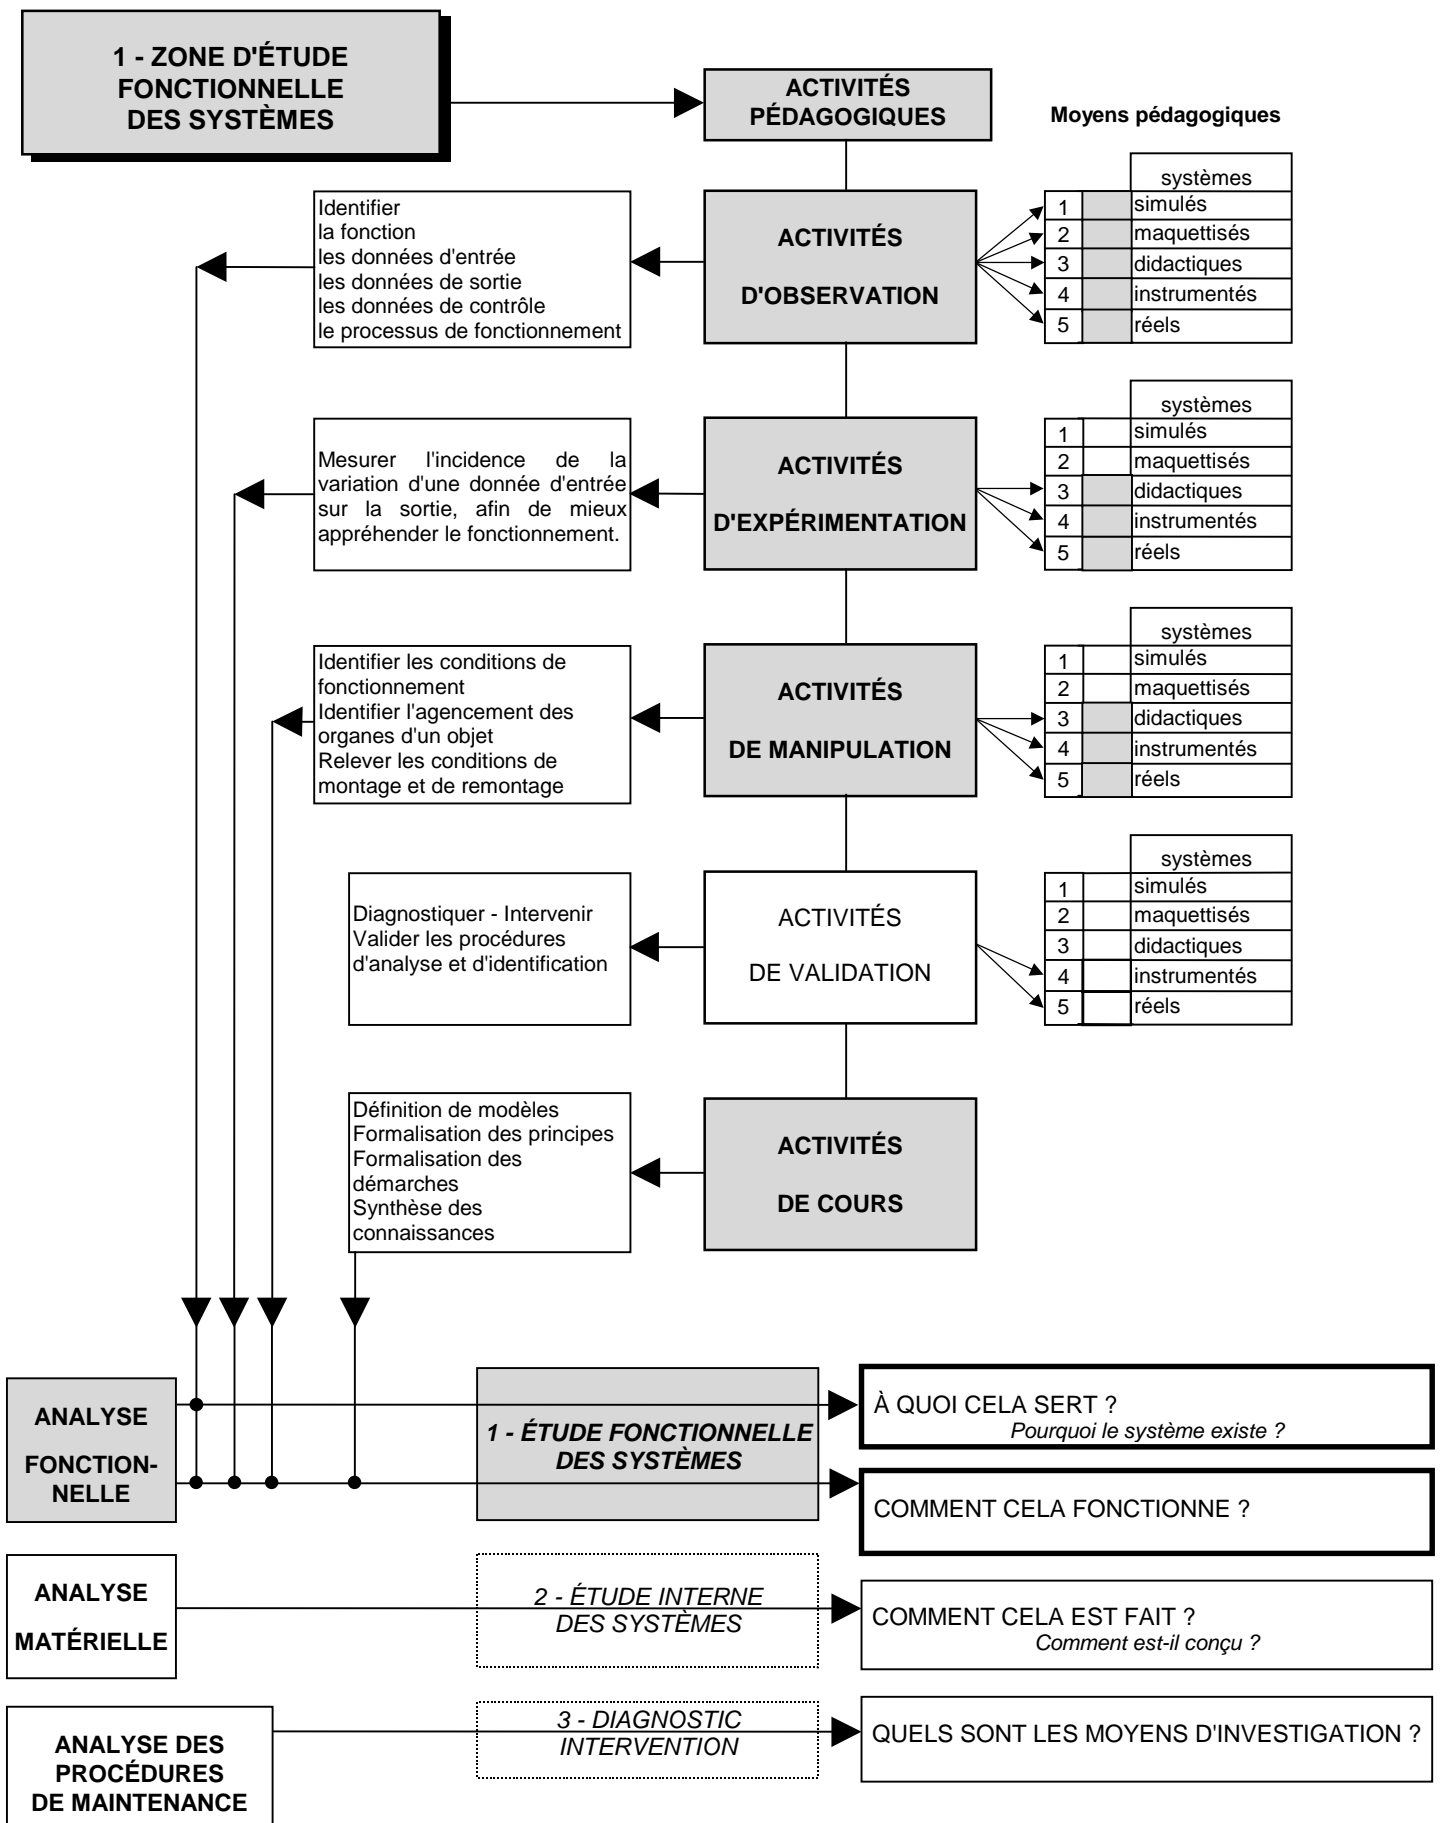 1 - ZONE D'ÉTUDE
FONCTIONNELLE
DES SYSTÈMES
ACTIVITÉS
PÉDAGOGIQUES
Moyens pédagogiques
Identifier
la fonction
les données d'entrée
les données de sortie
les données de contrôle
le processus de fonctionnement
ACTIVITÉS
D'OBSERVATION
systèmes
1 simulés
2 maquettisés
3 didactiques
4 instrumentés
5 réels
Mesurer l'incidence de la
variation d'une donnée d'entrée
sur la sortie, afin de mieux
appréhender le fonctionnement.
ACTIVITÉS
D'EXPÉRIMENTATION
systèmes
1 simulés
2 maquettisés
3 didactiques
4 instrumentés
5 réels
Identifier les conditions de
fonctionnement
Identifier l'agencement des
organes d'un objet
Relever les conditions de
montage et de remontage
ACTIVITÉS
DE MANIPULATION
systèmes
1 simulés
2 maquettisés
3 didactiques
4 instrumentés
5 réels
Diagnostiquer - Intervenir
Valider les procédures
d'analyse et d'identification
ACTIVITÉS
DE VALIDATION
systèmes
1 simulés
2 maquettisés
3 didactiques
4 instrumentés
5 réels
Définition de modèles
Formalisation des principes
Formalisation des
démarches
Synthèse des
connaissances
ACTIVITÉS
DE COURS
ANALYSE
FONCTION-
NELLE
1 - ÉTUDE FONCTIONNELLE
DES SYSTÈMES
À QUOI CELA SERT ?
Pourquoi le système existe ?
COMMENT CELA FONCTIONNE ?
ANALYSE
MATÉRIELLE
2 - ÉTUDE INTERNE
DES SYSTÈMES
COMMENT CELA EST FAIT ?
Comment est-il conçu ?
ANALYSE DES
PROCÉDURES
DE MAINTENANCE
3 - DIAGNOSTIC
INTERVENTION
QUELS SONT LES MOYENS D'INVESTIGATION ?